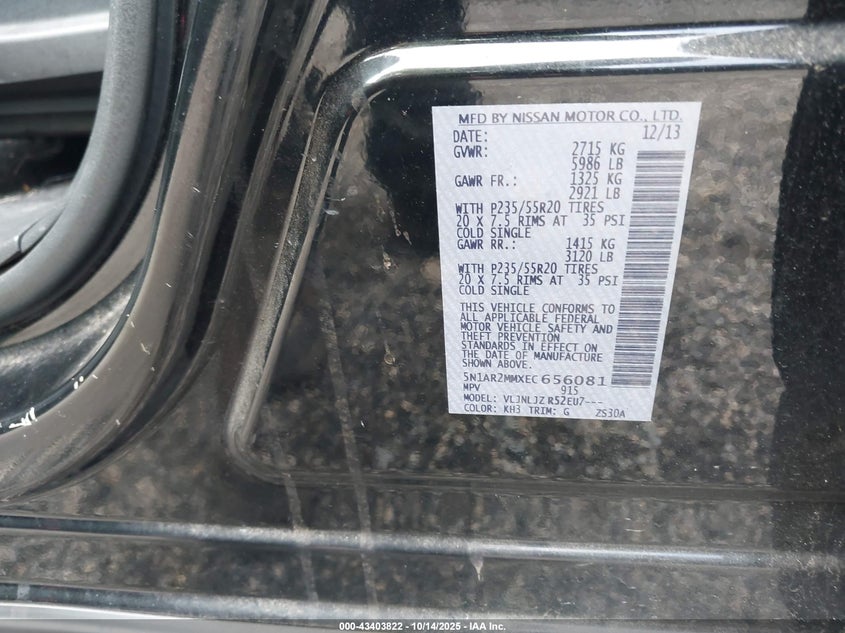 MFD BY NISSAN MOTOR CO., LTD.
DATE: 12/13
GVWR: 2715 KG
5986 LB
GAWR FR.: 1325 KG
2921 LB
WITH P235/55R20 TIRES
20 X 7.5 RIMS AT 35 PSI
COLD SINGLE
GAWR RR.: 1415 KG
3120 LB
WITH P235/55R20 TIRES
20 X 7.5 RIMS AT 35 PSI
COLD SINGLE
THIS VEHICLE CONFORMS TO
ALL APPLICABLE FEDERAL
MOTOR VEHICLE SAFETY AND
THEFT PREVENTION
STANDARDS IN EFFECT ON
THE DATE OF MANUFACTURE
SHOWN ABOVE.
5N1AR2MMXEC656081
MPV 915
MODEL: VLJNLJZ R52EU7---
COLOR: KH3 TRIM: G ZS30A
000-43403822 - 10/14/2025 - IAA Inc.